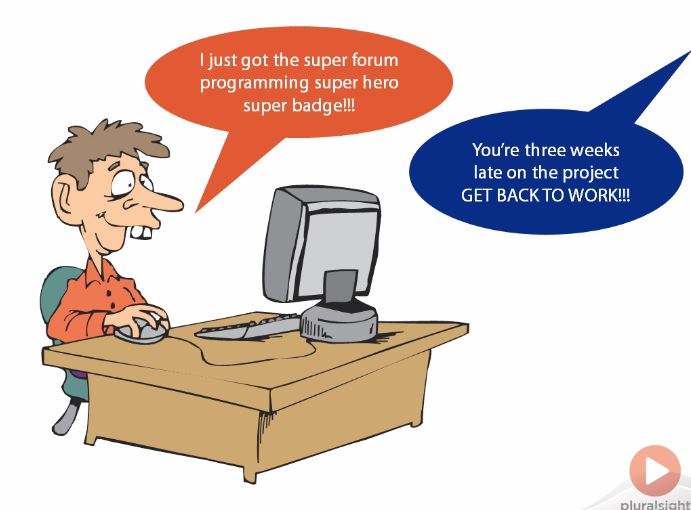 I just got the super forum
programming super hero
super badge!!!
You're three weeks
late on the project
GET BACK TO WORK!!!
pluralsight